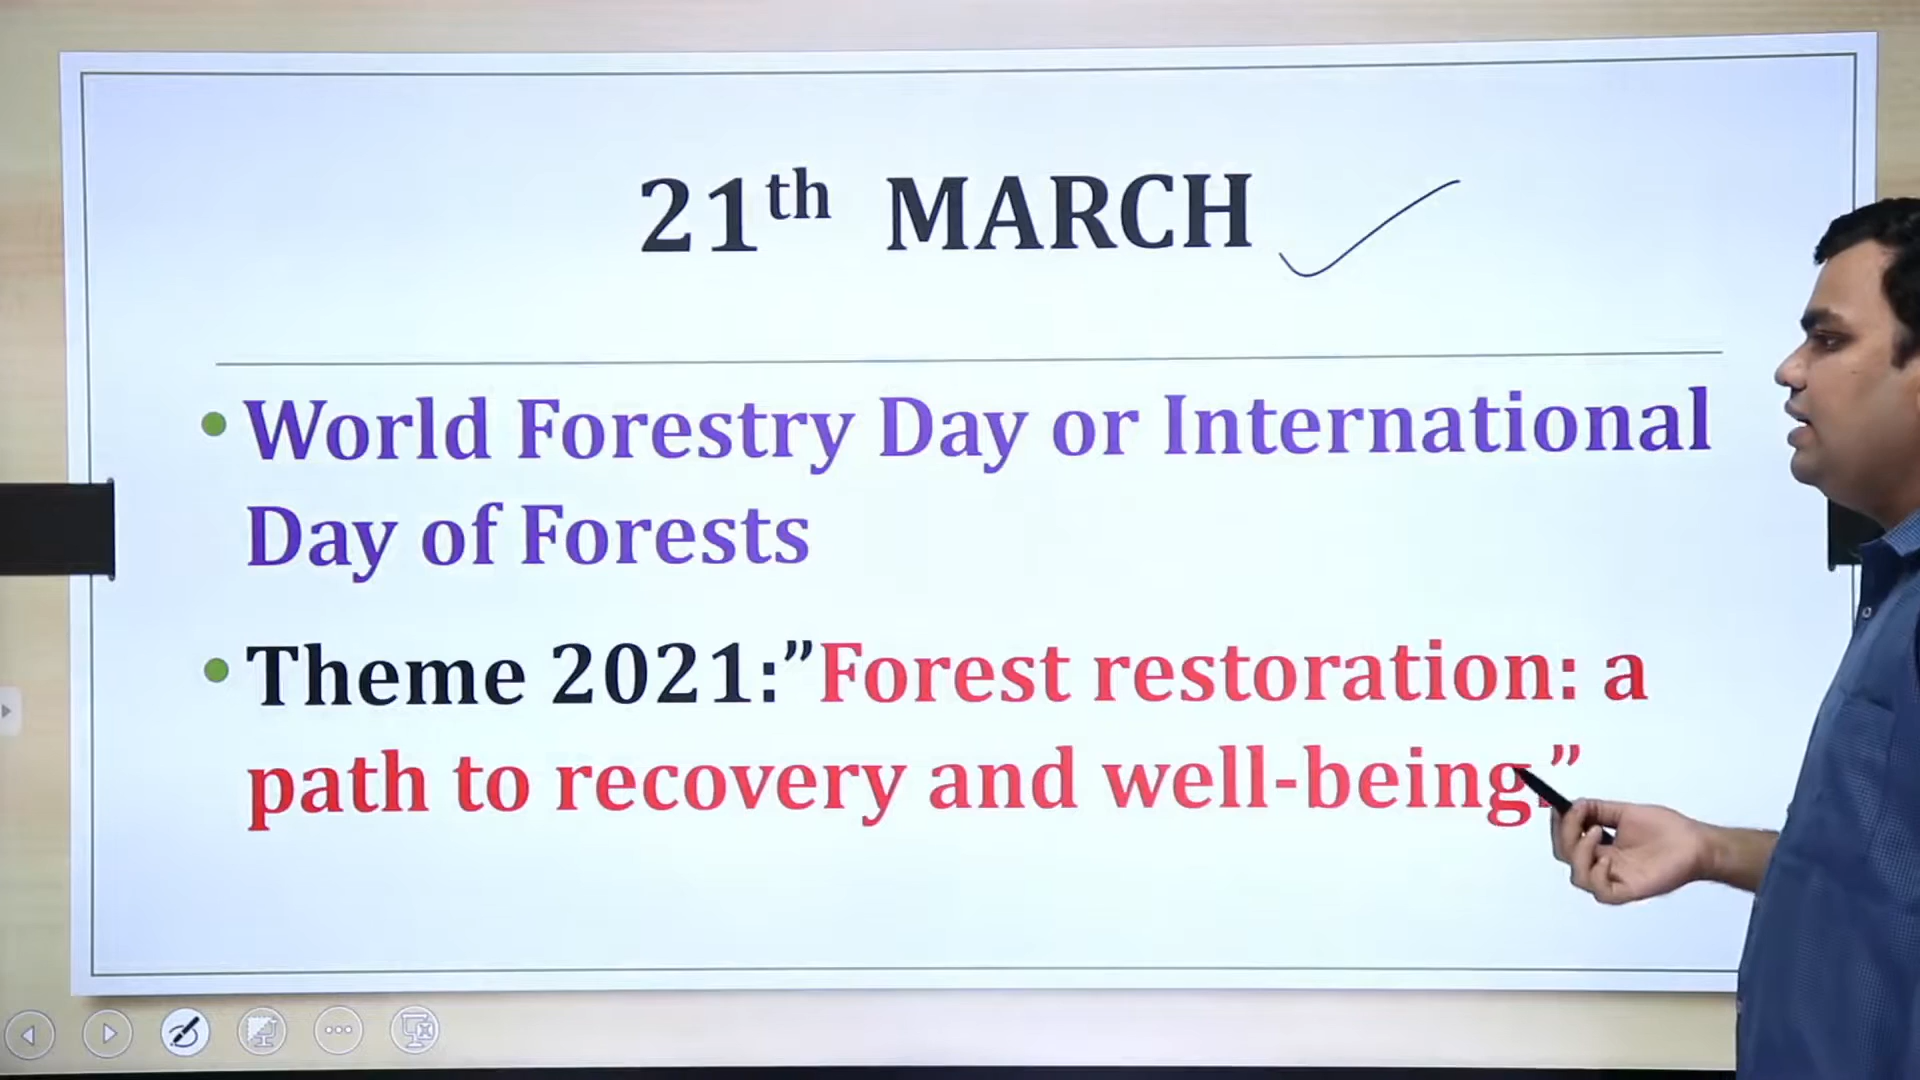 21th MARCH
World Forestry Day or International
Day of Forests
Theme 2021:”Forest restoration: a
path to recovery and well-being.”